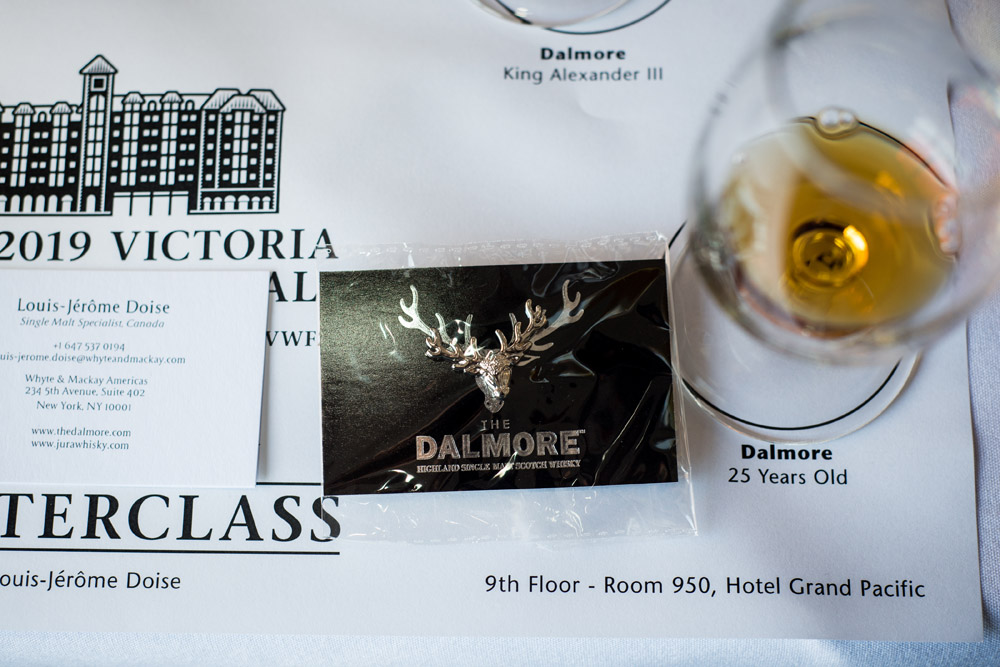 Dalmore
King Alexander III
2019 VICTORIA
AL
VWF
Louis-Jérôme Doise
Single Malt Specialist, Canada
+1 647 537 0194
uis-jerome.doise@whyteandmackay.com
Whyte & Mackay Americas
234 5th Avenue, Suite 402
New York, NY 10001
www.thedalmore.com
www.jurawhisky.com
THE
DALMORE
HIGHLAND SINGLE MALT SCOTCH WHISKY
Dalmore
25 Years Old
TERCLASS
ouis-Jérôme Doise
9th Floor - Room 950, Hotel Grand Pacific